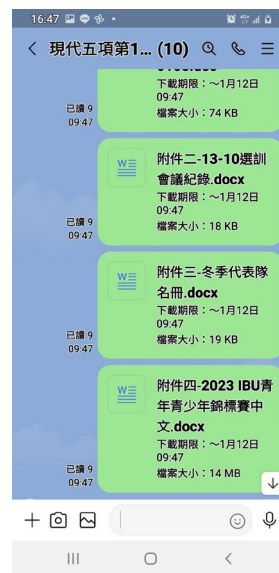 16:47
現代五項第1... (10)
下載期限：～1月12日
09:47
檔案大小：74 KB
已讀 9
09:47
附件二-13-10選訓
會議紀錄.docx
下載期限：～1月12日
09:47
檔案大小：18 KB
已讀 9
09:47
附件三-冬季代表隊
名冊.docx
下載期限：～1月12日
09:47
檔案大小：19 KB
已讀 9
09:47
附件四-2023 IBU青
年青少年錦標賽中
文.docx
下載期限：～1月12日
09:47
檔案大小：14 MB
已讀 9
09:47